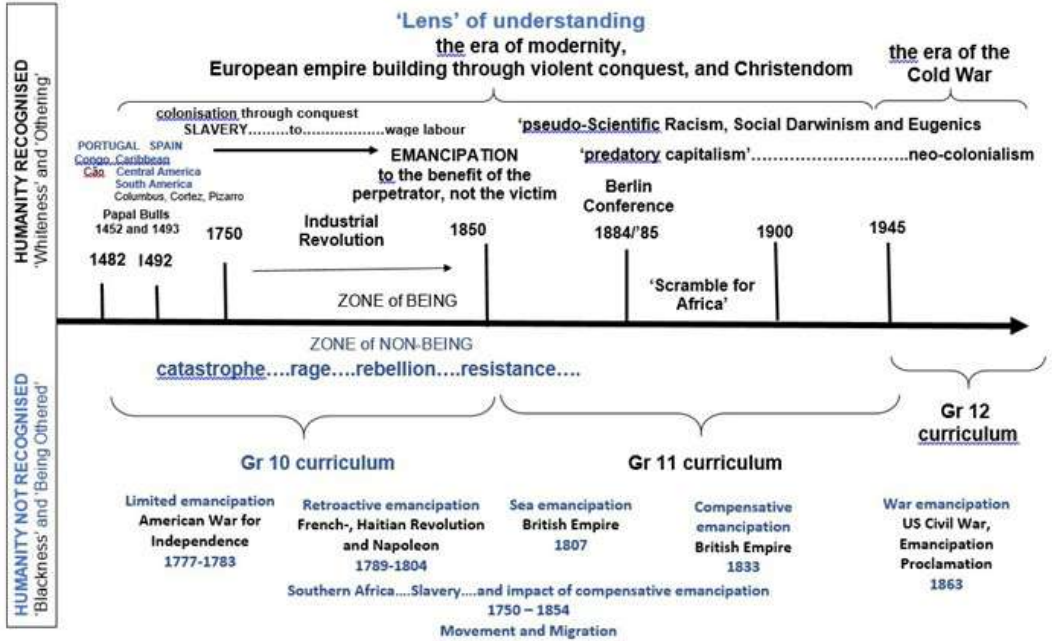 HUMANITY RECOGNISED
'Whiteness' and 'Othering'
'Lens' of understanding
the era of modernity,
European empire building through violent conquest, and Christendom
the era of the
Cold War
colonisation through conquest
SLAVERY.........to..................wage labour
'pseudo-Scientific Racism, Social Darwinism and Eugenics
PORTUGAL SPAIN
Congo Caribbean
Cão Central America
South America
Columbus, Cortez, Pizarro
EMANCIPATION
to the benefit of the
perpetrator, not the victim
'predatory capitalism'.......................neo-colonialism
Papal Bulls
1452 and 1493
Berlin
Conference
1482
I492
1750
Industrial
Revolution
1850
1884/'85
1900
1945
'Scramble for
Africa'
ZONE of BEING
HUMANITY NOT RECOGNISED
'Blackness' and 'Being Othered'
ZONE of NON-BEING
catastrophe....rage....rebellion....resistance....
Gr 10 curriculum
Gr 11 curriculum
Gr 12
curriculum
Limited emancipation
American War for
Independence
1777-1783
Retroactive emancipation
French-, Haitian Revolution
and Napoleon
1789-1804
Sea emancipation
British Empire
1807
Compensative
emancipation
British Empire
1833
War emancipation
US Civil War,
Emancipation
Proclamation
1863
Southern Africa....Slavery....and impact of compensative emancipation
1750 – 1854
Movement and Migration